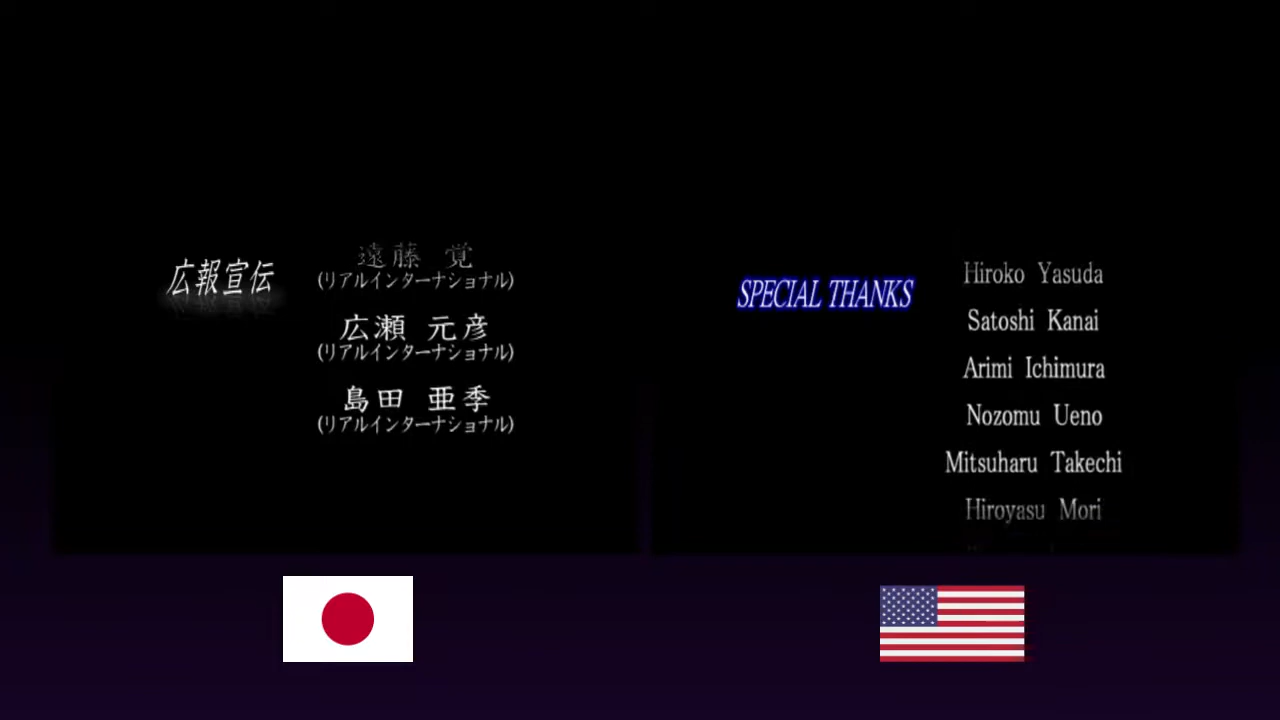 広報宣伝
遠藤 覚
(リアルインターナショナル)
広瀬 元彦
(リアルインターナショナル)
島田 亜季
(リアルインターナショナル)
SPECIAL THANKS
Hiroko Yasuda
Satoshi Kanai
Arimi Ichimura
Nozomu Ueno
Mitsuharu Takechi
Hiroyasu Mori